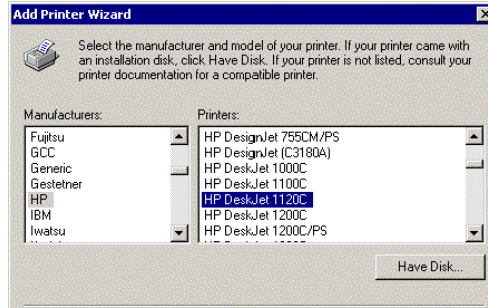 Add Printer Wizard
Select the manufacturer and model of your printer. If your printer came with
an installation disk, click Have Disk. If your printer is not listed, consult your
printer documentation for a compatible printer.
Manufacturers:
Fujitsu
GCC
Generic
Gestetner
HP
IBM
Iwatsu
Printers:
HP DesignJet 755CM/PS
HP DesignJet (C3180A)
HP DeskJet 1000C
HP DeskJet 1100C
HP DeskJet 1120C
HP DeskJet 1200C
HP DeskJet 1200C/PS
Have Disk...